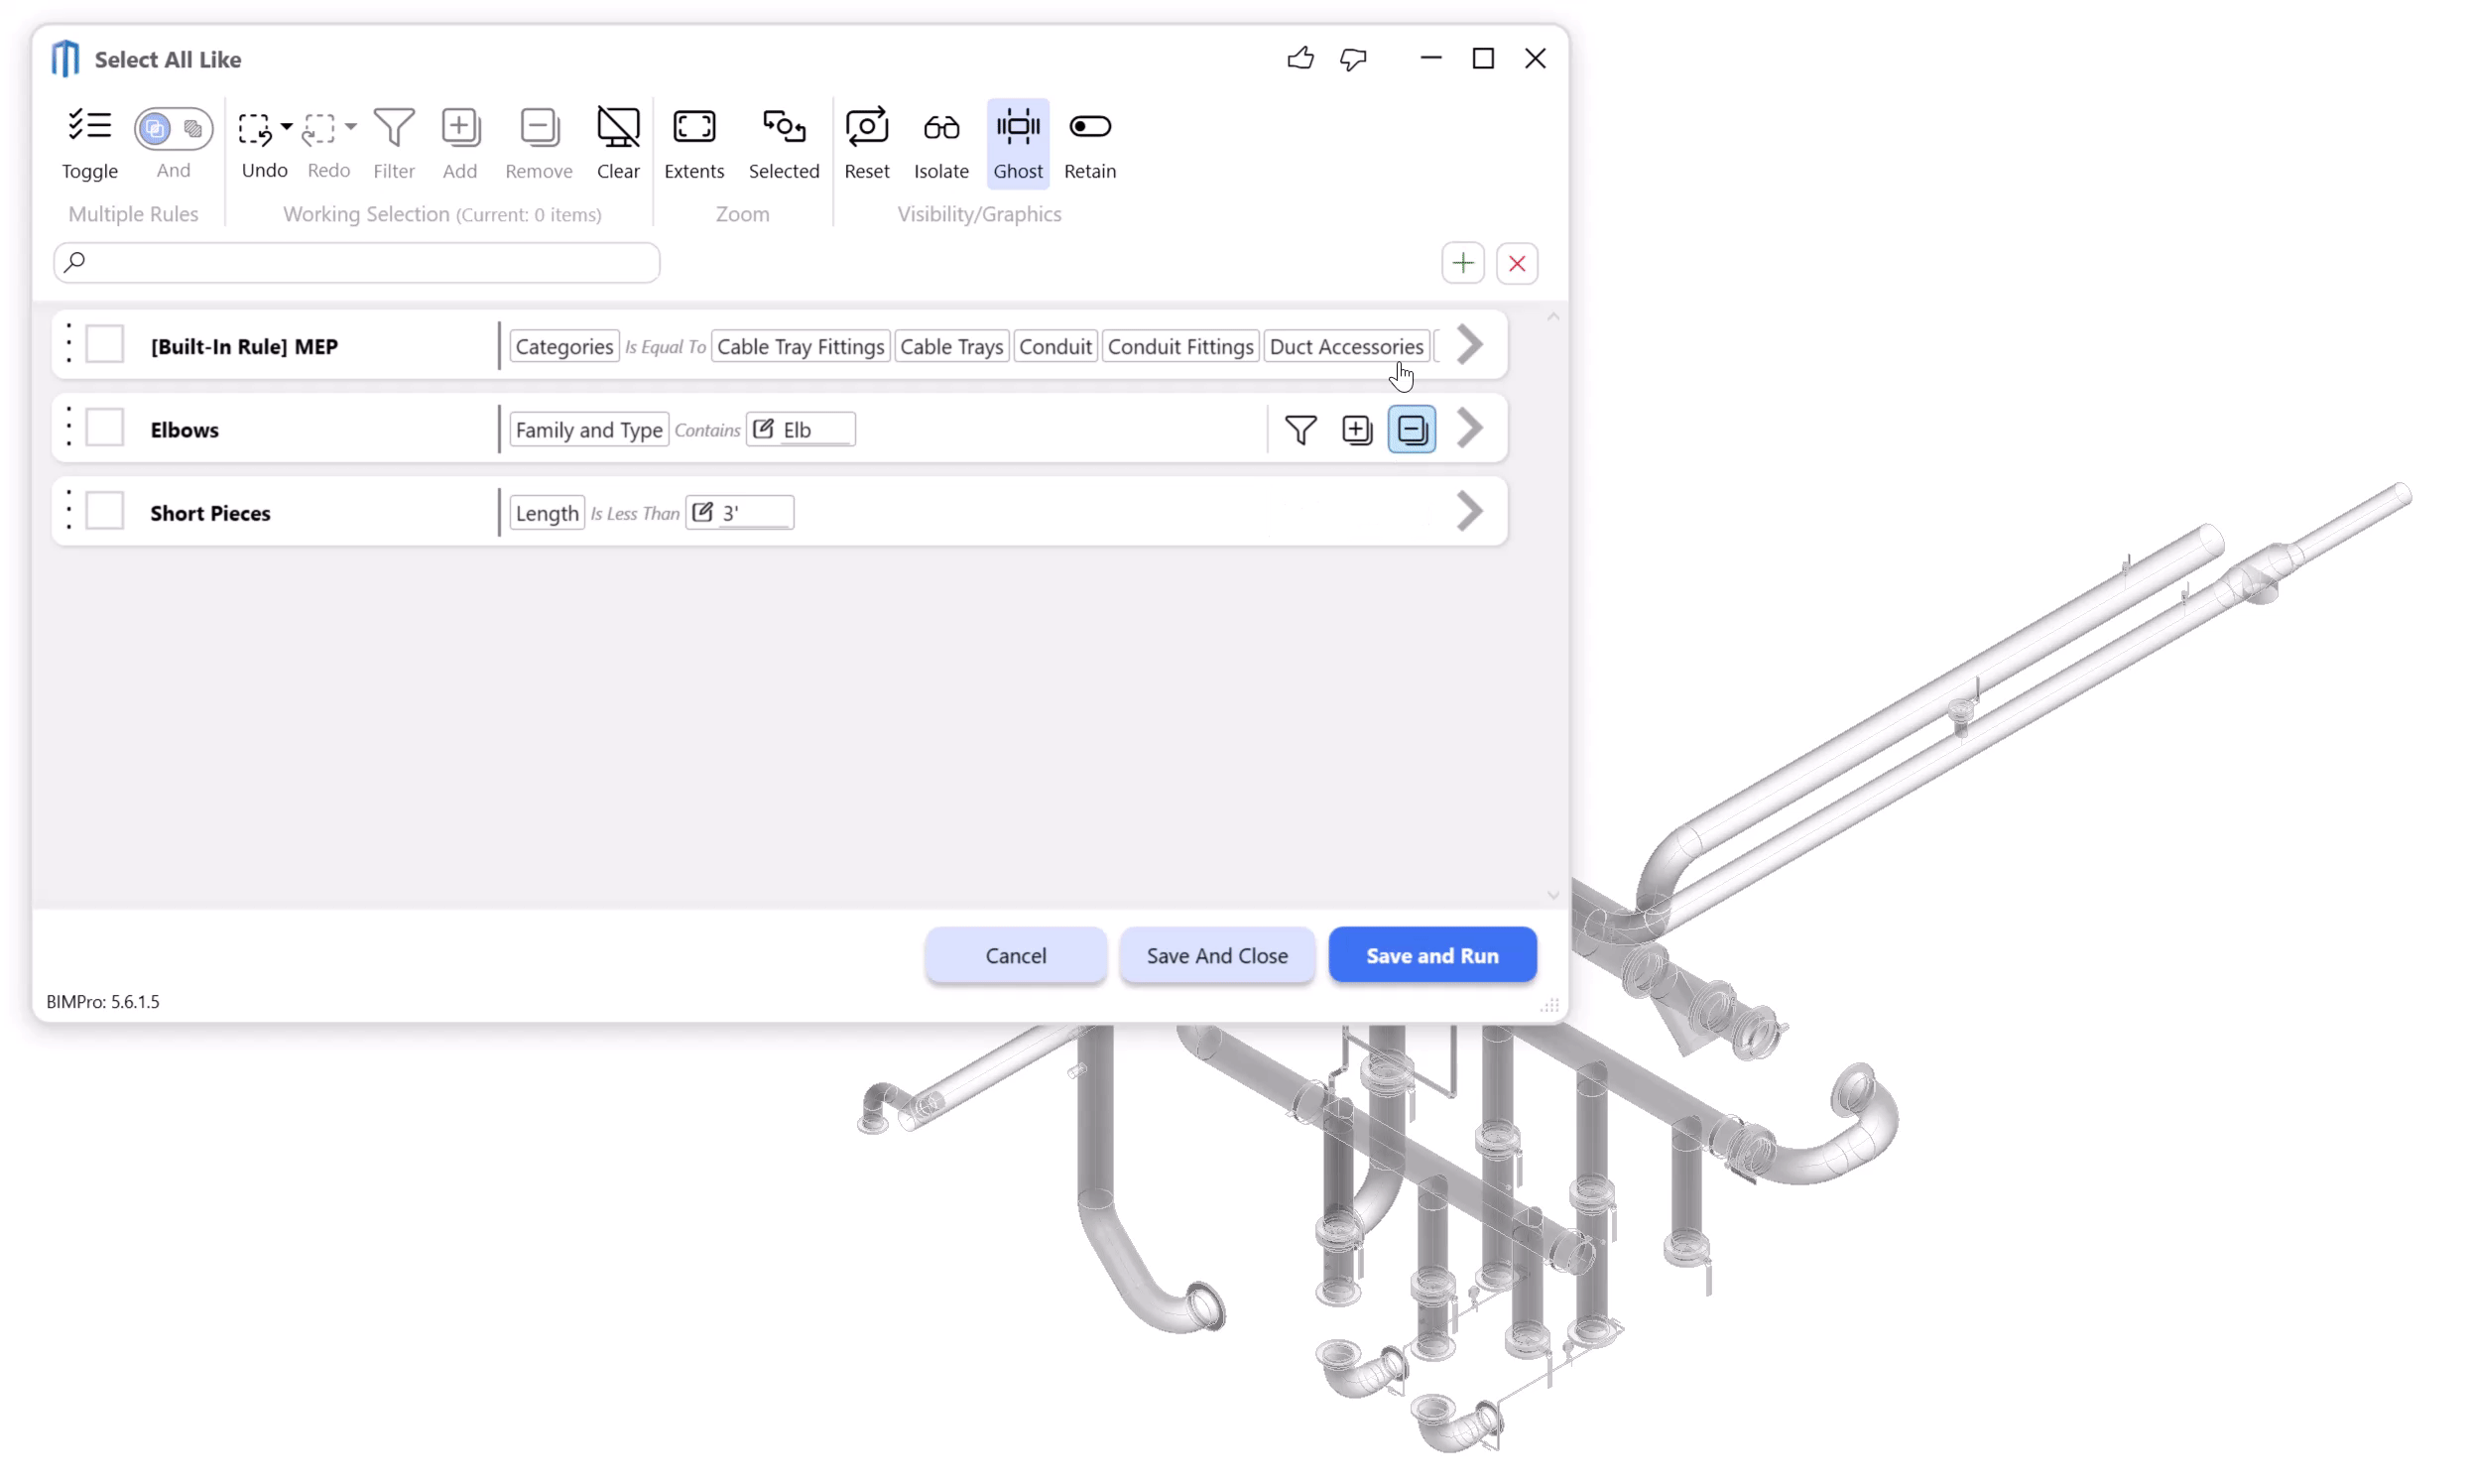 Select All Like
Toggle And Undo Redo Filter Add Remove Clear Extents Selected Reset Isolate Ghost Retain
Multiple Rules Working Selection (Current: 0 items) Zoom Visibility/Graphics
[Built-In Rule] MEP Categories Is Equal To Cable Tray Fittings Cable Trays Conduit Conduit Fittings Duct Accessories
Elbows Family and Type Contains Elb
Short Pieces Length Is Less Than 3'
Cancel Save And Close Save and Run
BIMPro: 5.6.1.5